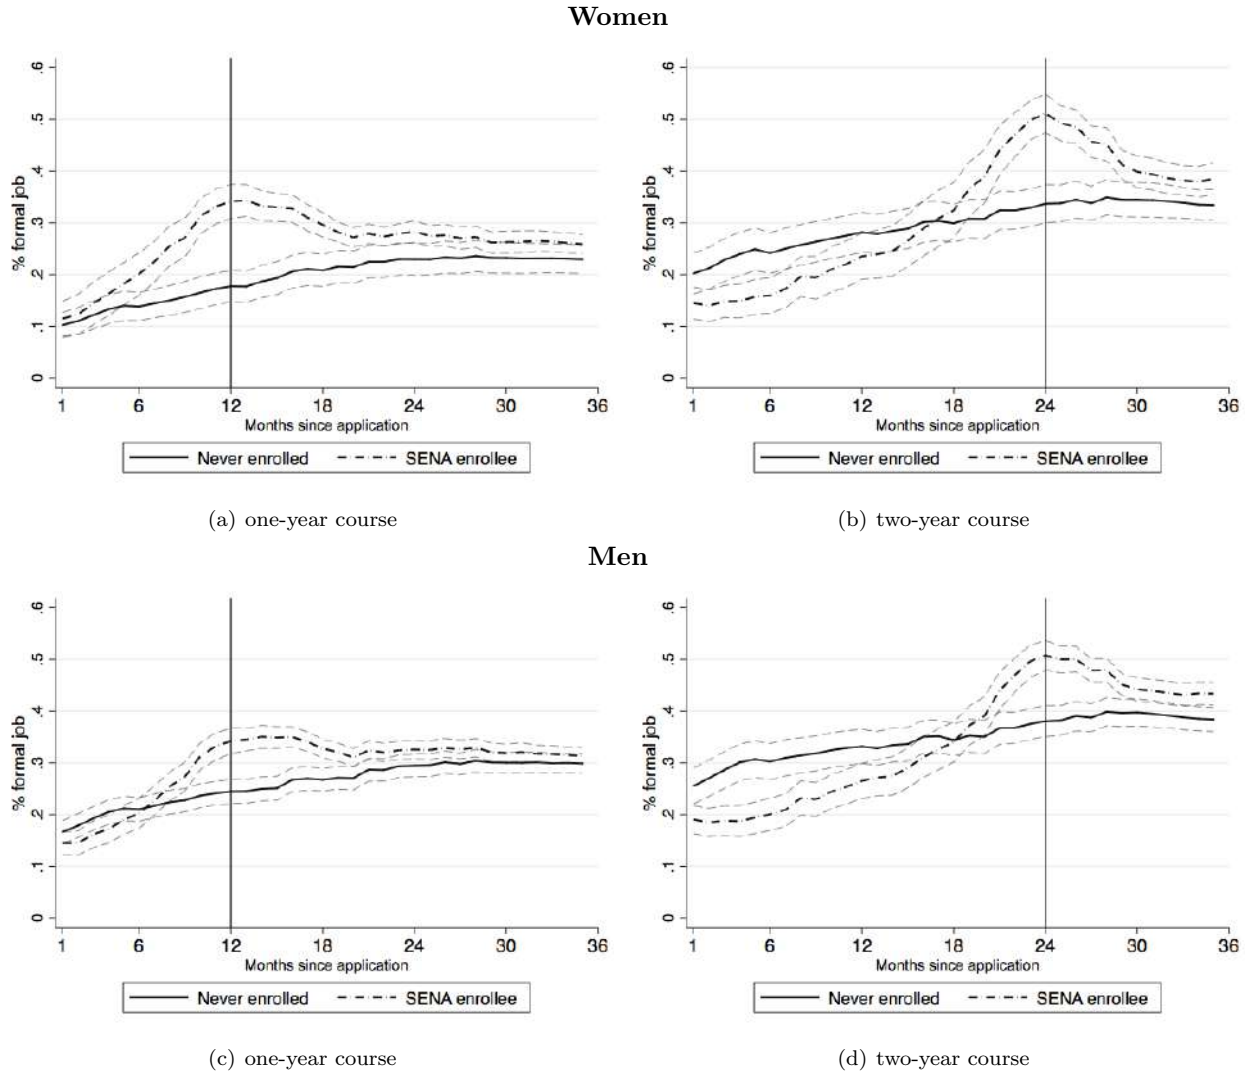 Women
% formal job
0 .1 .2 .3 .4 .5 .6
1 6 12 18 24 30 36
Months since application
Never enrolled SENA enrollee
(a) one-year course
% formal job
0 .1 .2 .3 .4 .5 .6
1 6 12 18 24 30 36
Months since application
Never enrolled SENA enrollee
(b) two-year course
Men
% formal job
0 .1 .2 .3 .4 .5 .6
1 6 12 18 24 30 36
Months since application
Never enrolled SENA enrollee
(c) one-year course
% formal job
0 .1 .2 .3 .4 .5 .6
1 6 12 18 24 30 36
Months since application
Never enrolled SENA enrollee
(d) two-year course